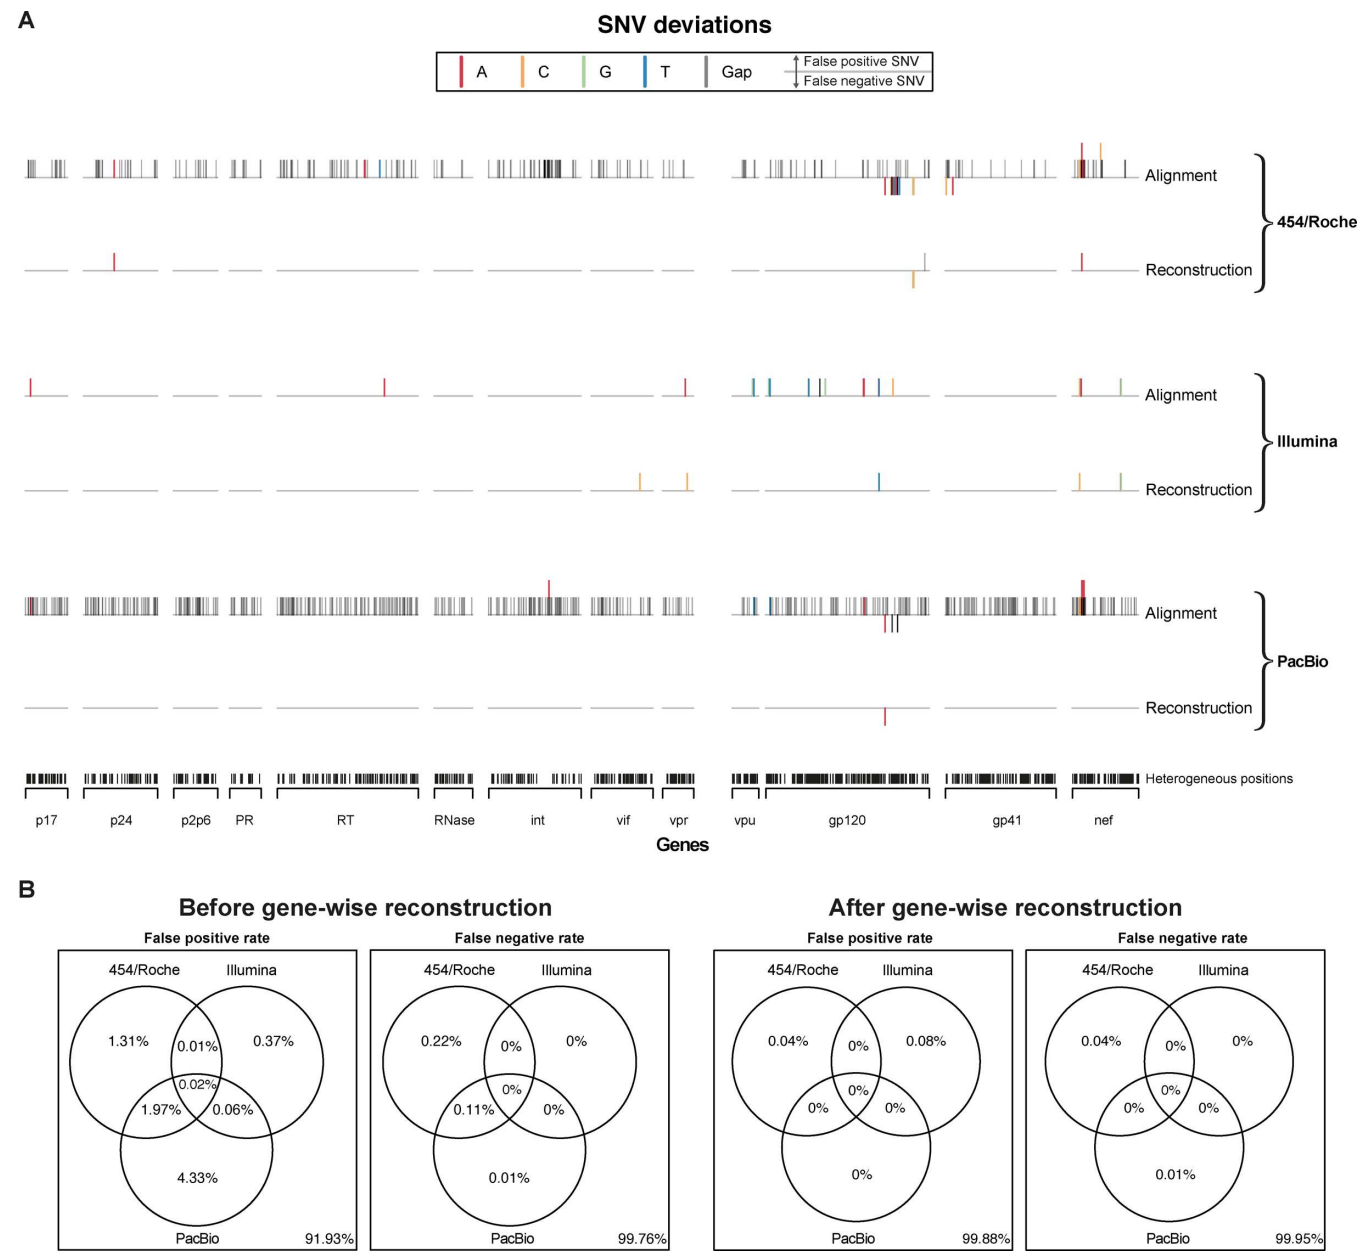 A
SNV deviations
A C G T Gap
False positive SNV
False negative SNV
Alignment
454/Roche
Reconstruction
Alignment
Illumina
Reconstruction
Alignment
PacBio
Reconstruction
Heterogeneous positions
p17 p24 p2p6 PR RT RNase int vif vpr vpu gp120 gp41 nef
Genes
B
Before gene-wise reconstruction
False positive rate
454/Roche Illumina
1.31% 0.01% 0.37%
0.02%
1.97% 0.06%
4.33%
PacBio 91.93%
False negative rate
454/Roche Illumina
0.22% 0% 0%
0%
0.11% 0%
0.01%
PacBio 99.76%
After gene-wise reconstruction
False positive rate
454/Roche Illumina
0.04% 0% 0.08%
0%
0% 0%
0%
PacBio 99.88%
False negative rate
454/Roche Illumina
0.04% 0% 0%
0%
0% 0%
0.01%
PacBio 99.95%